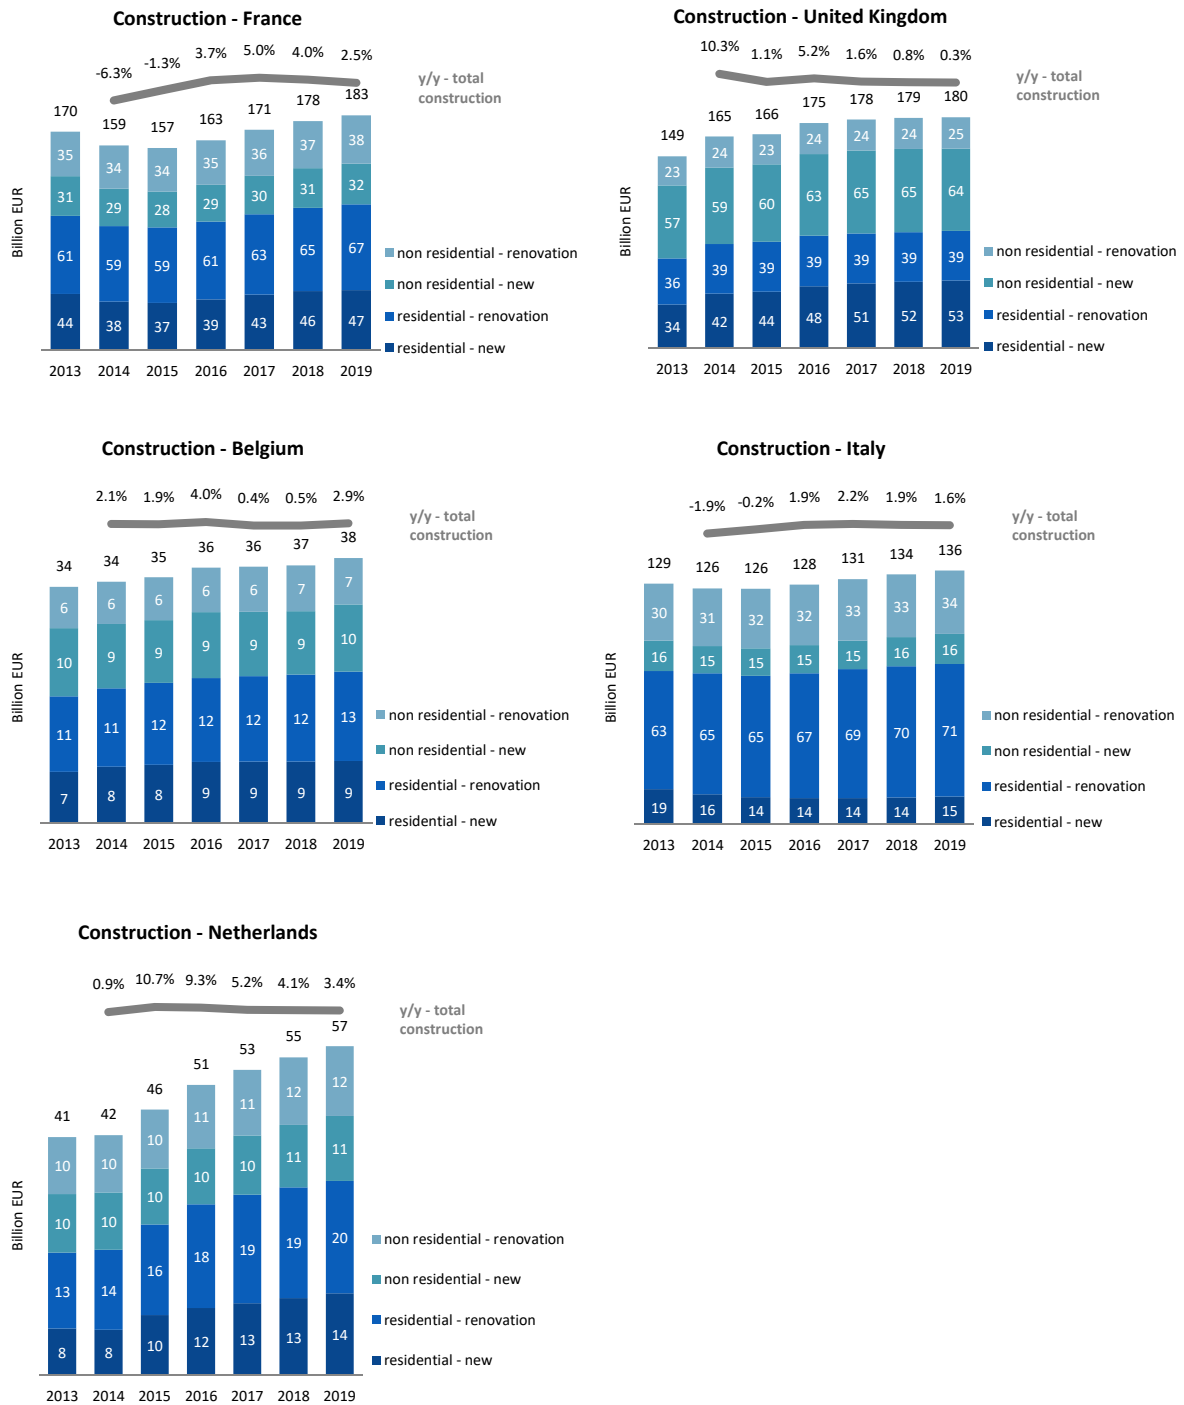 Construction - France
-6.3% -1.3% 3.7% 5.0% 4.0% 2.5%
y/y - total
construction
170 159 157 163 171 178 183
35 34 34 35 36 37 38
31 29 28 29 30 31 32
61 59 59 61 63 65 67
44 38 37 39 43 46 47
Billion EUR
non residential - renovation
non residential - new
residential - renovation
residential - new
2013 2014 2015 2016 2017 2018 2019
Construction - United Kingdom
10.3% 1.1% 5.2% 1.6% 0.8% 0.3%
y/y - total
construction
149 165 166 175 178 179 180
23 24 23 24 24 24 25
57 59 60 63 65 65 64
36 39 39 39 39 39 39
34 42 44 48 51 52 53
Billion EUR
non residential - renovation
non residential - new
residential - renovation
residential - new
2013 2014 2015 2016 2017 2018 2019
Construction - Belgium
2.1% 1.9% 4.0% 0.4% 0.5% 2.9%
y/y - total
construction
34 34 35 36 36 37 38
6 6 6 6 6 7 7
10 9 9 9 9 9 10
11 11 12 12 12 12 13
7 8 8 9 9 9 9
Billion EUR
non residential - renovation
non residential - new
residential - renovation
residential - new
2013 2014 2015 2016 2017 2018 2019
Construction - Italy
-1.9% -0.2% 1.9% 2.2% 1.9% 1.6%
y/y - total
construction
129 126 126 128 131 134 136
30 31 32 32 33 33 34
16 15 15 15 15 16 16
63 65 65 67 69 70 71
19 16 14 14 14 14 15
Billion EUR
non residential - renovation
non residential - new
residential - renovation
residential - new
2013 2014 2015 2016 2017 2018 2019
Construction - Netherlands
0.9% 10.7% 9.3% 5.2% 4.1% 3.4%
y/y - total
construction
41 42 46 51 53 55 57
10 10 10 11 11 12 12
10 10 10 10 10 11 11
13 14 16 18 19 19 20
8 8 10 12 13 13 14
Billion EUR
non residential - renovation
non residential - new
residential - renovation
residential - new
2013 2014 2015 2016 2017 2018 2019